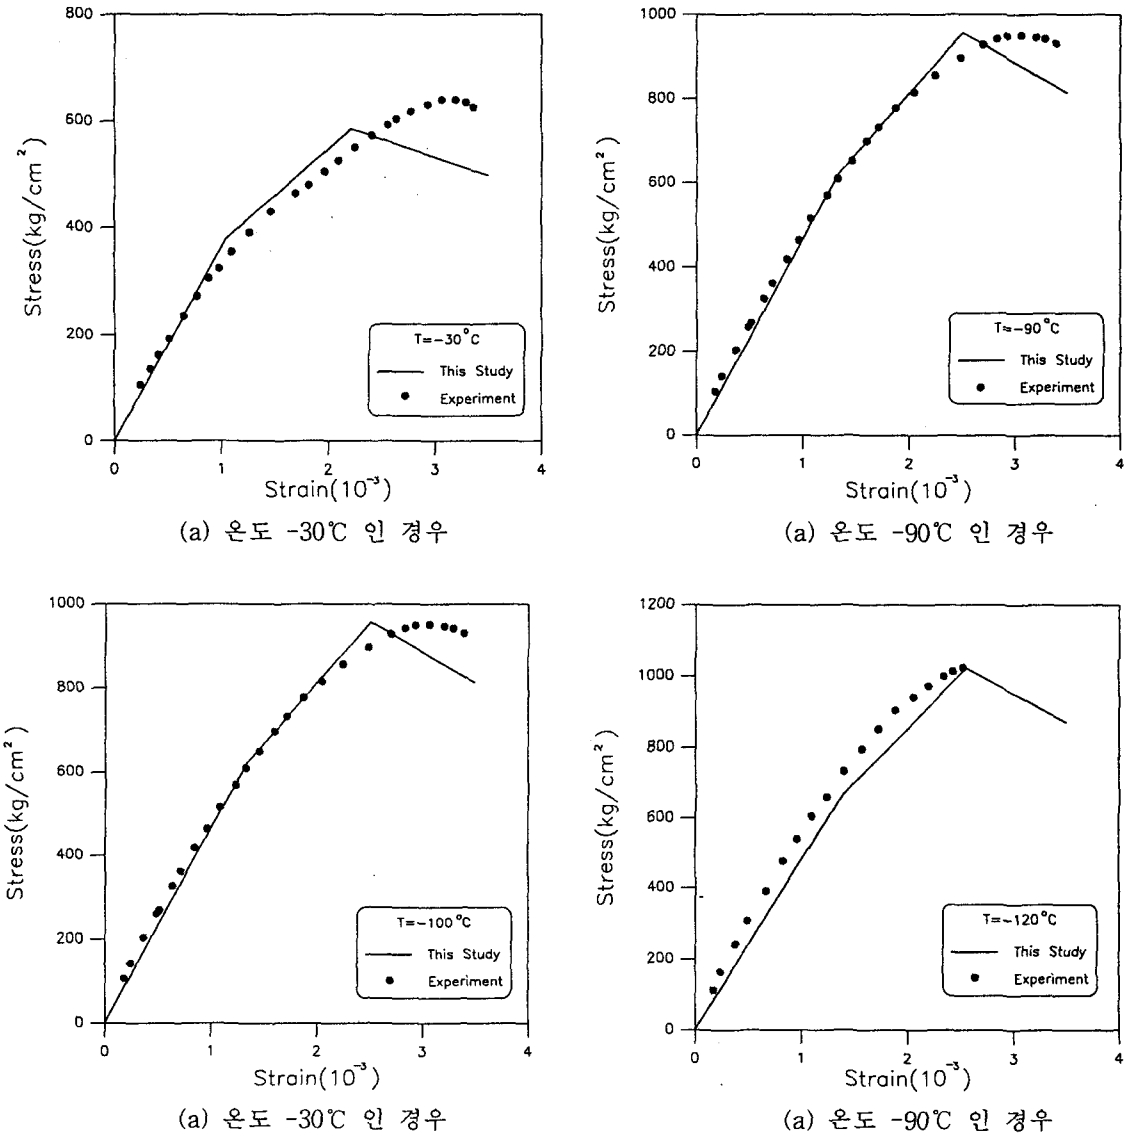 800
600
400
200
0
Stress(kg/cm²)
T=-30°C
This Study
Experiment
0 1 2 3 4
Strain(10⁻³)
(a) 온도 -30℃ 인 경우
1000
800
600
400
200
0
Stress(kg/cm²)
T=-90°C
This Study
Experiment
0 1 2 3 4
Strain(10⁻³)
(a) 온도 -90℃ 인 경우
1000
800
600
400
200
0
Stress(kg/cm²)
T=-100°C
This Study
Experiment
0 1 2 3 4
Strain(10⁻³)
(a) 온도 -30℃ 인 경우
1200
1000
800
600
400
200
0
Stress(kg/cm²)
T=-120°C
This Study
Experiment
0 1 2 3 4
Strain(10⁻³)
(a) 온도 -90℃ 인 경우